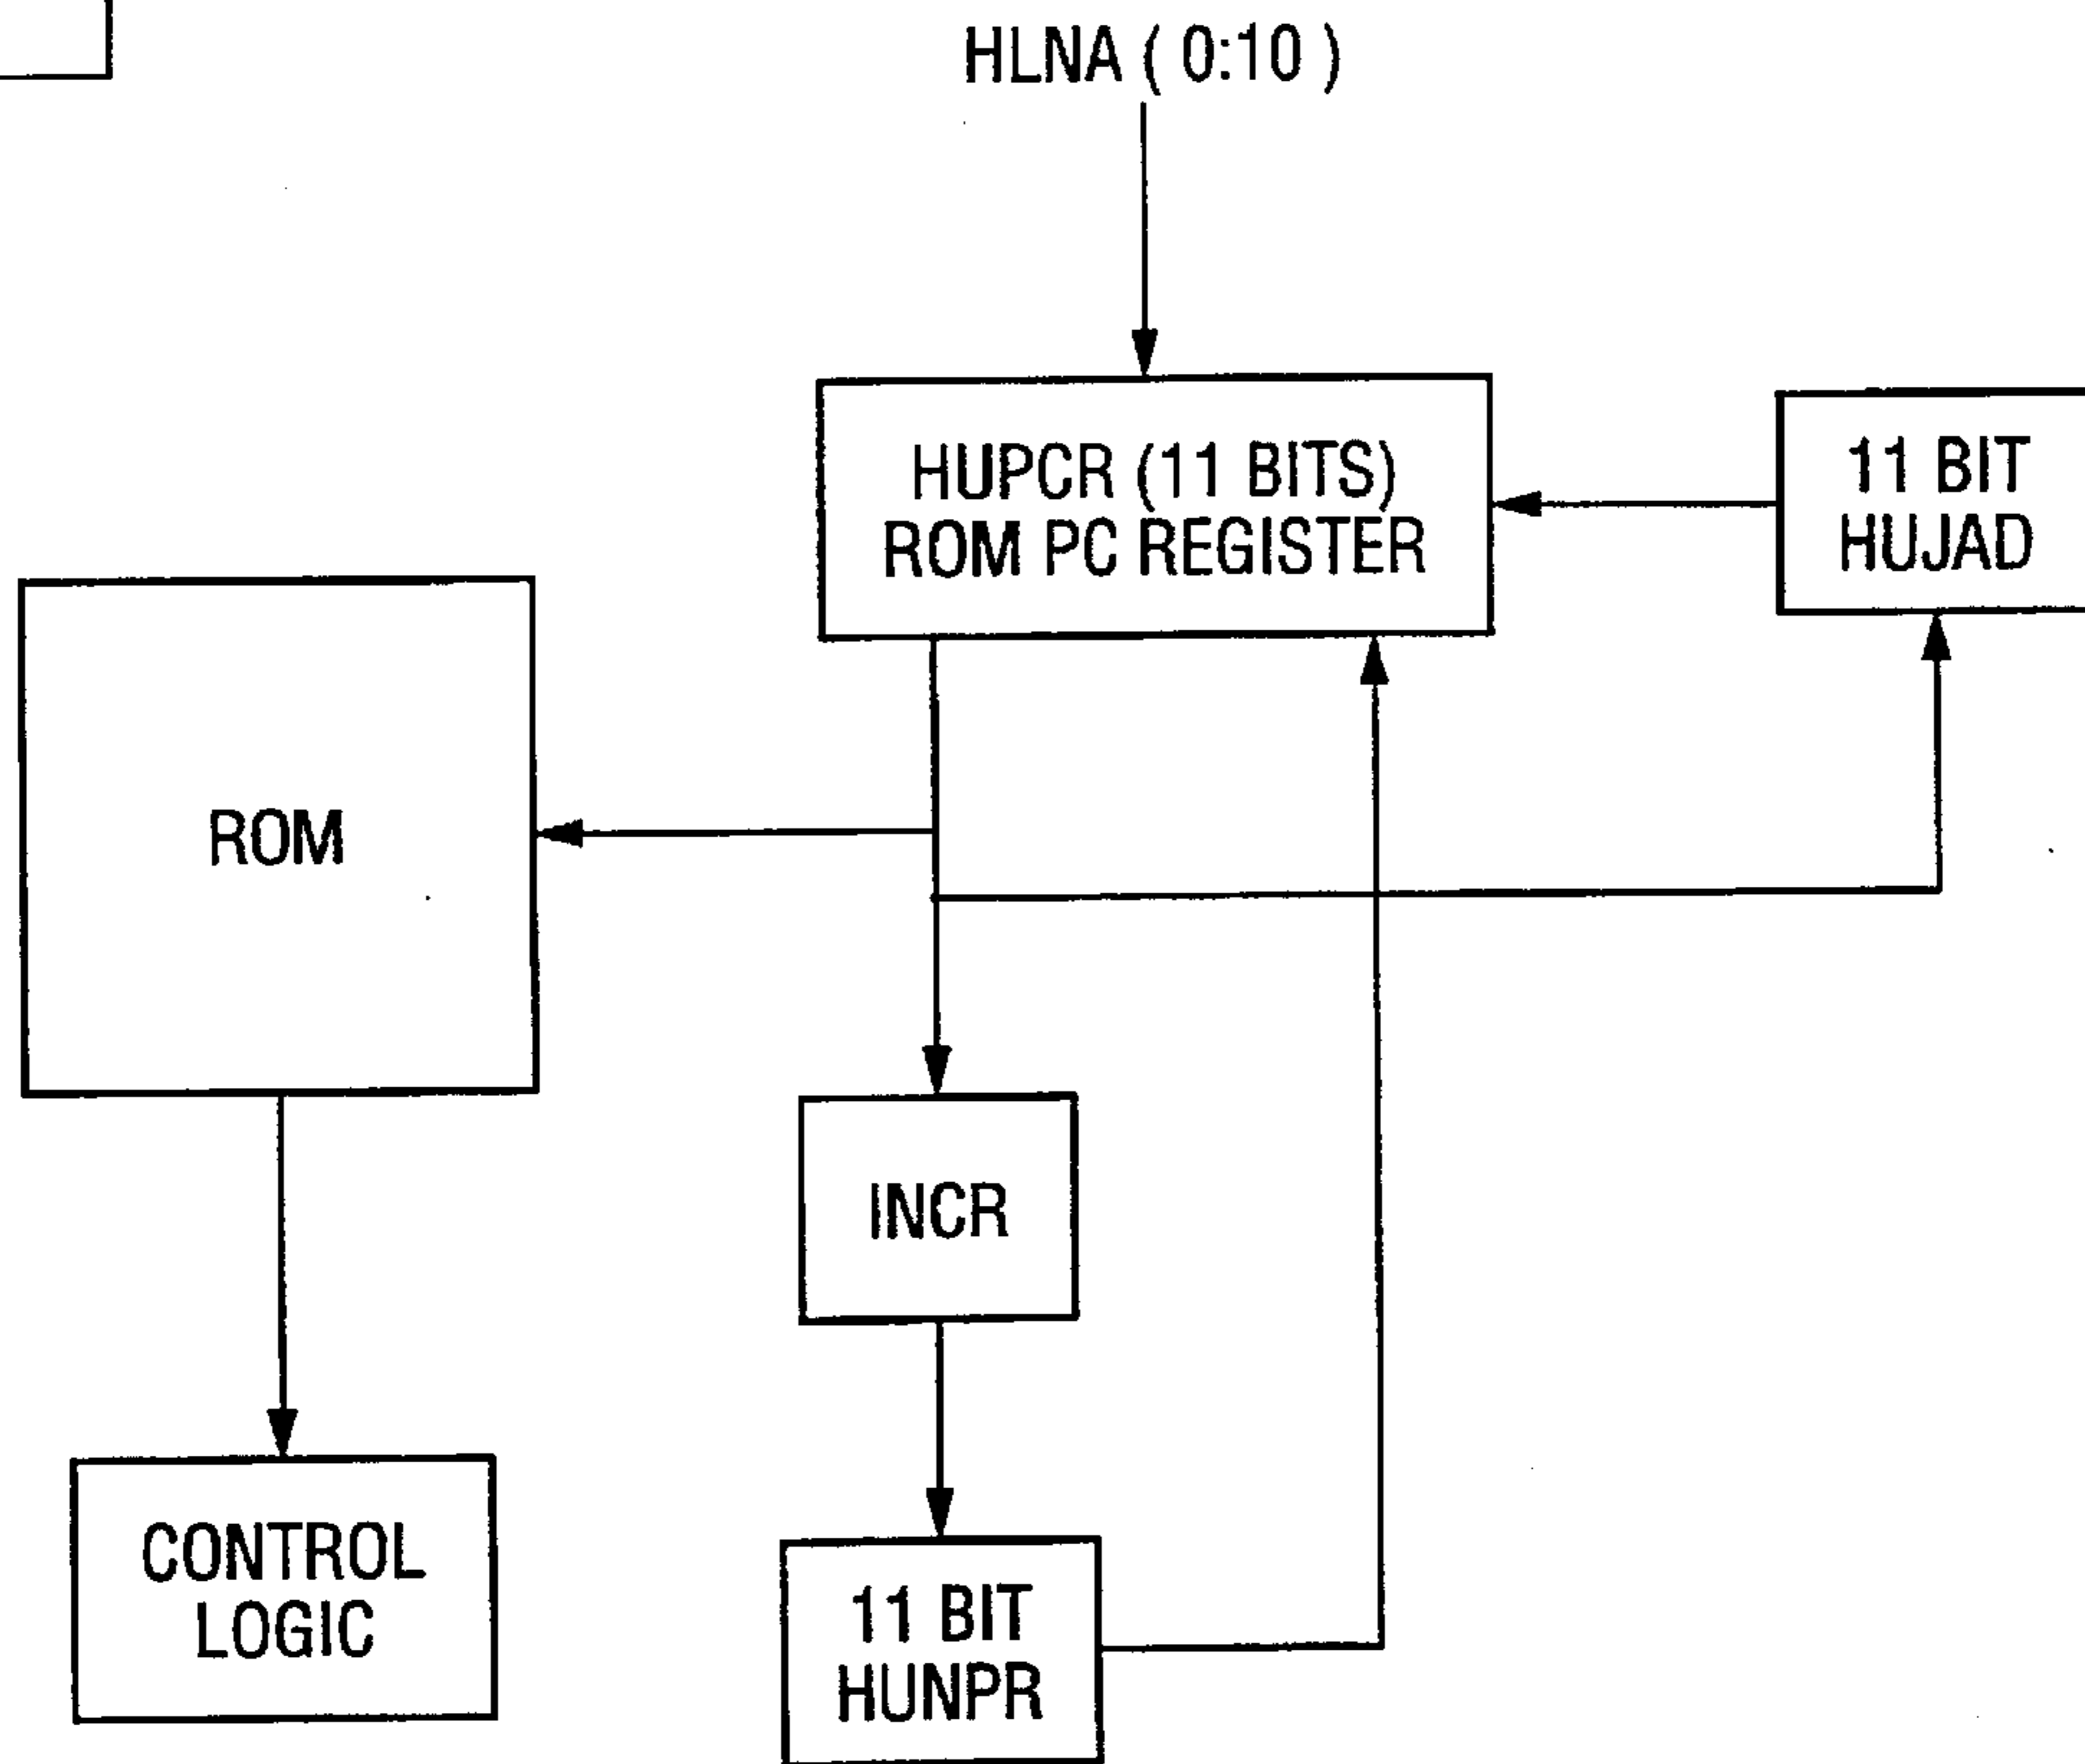 HLNA ( 0:10 )
HUPCR (11 BITS)
ROM PC REGISTER
11 BIT
HUJAD
ROM
INCR
CONTROL
LOGIC
11 BIT
HUNPR